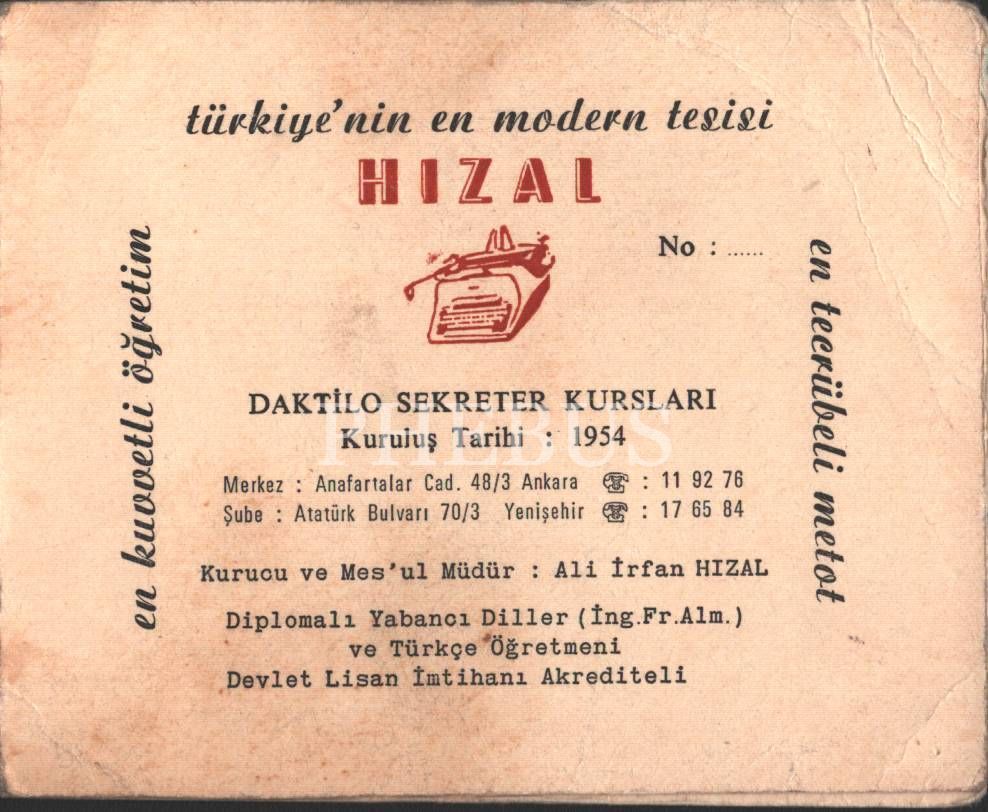 türkiye'nin en modern tesisi
HIZAL
No : ......
en kuvvetli öğretim
en tecrübeli metot
DAKTİLO SEKRETER KURSLARI
Kuruluş Tarihi : 1954
PHEBUS
Merkez : Anafartalar Cad. 48/3 Ankara ☎ : 11 92 76
Şube : Atatürk Bulvarı 70/3 Yenişehir ☎ : 17 65 84
Kurucu ve Mes'ul Müdür : Ali İrfan HIZAL
Diplomalı Yabancı Diller (İng.Fr.Alm.)
ve Türkçe Öğretmeni
Devlet Lisan İmtihanı Akrediteli